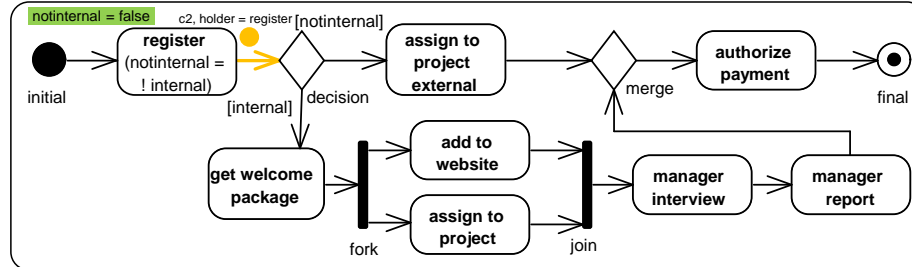 notinternal = false
c2, holder = register
[notinternal]
register
(notinternal =
! internal)
assign to
project
external
authorize
payment
initial
[internal]
decision
merge
final
get welcome
package
add to
website
manager
interview
manager
report
assign to
project
fork
join